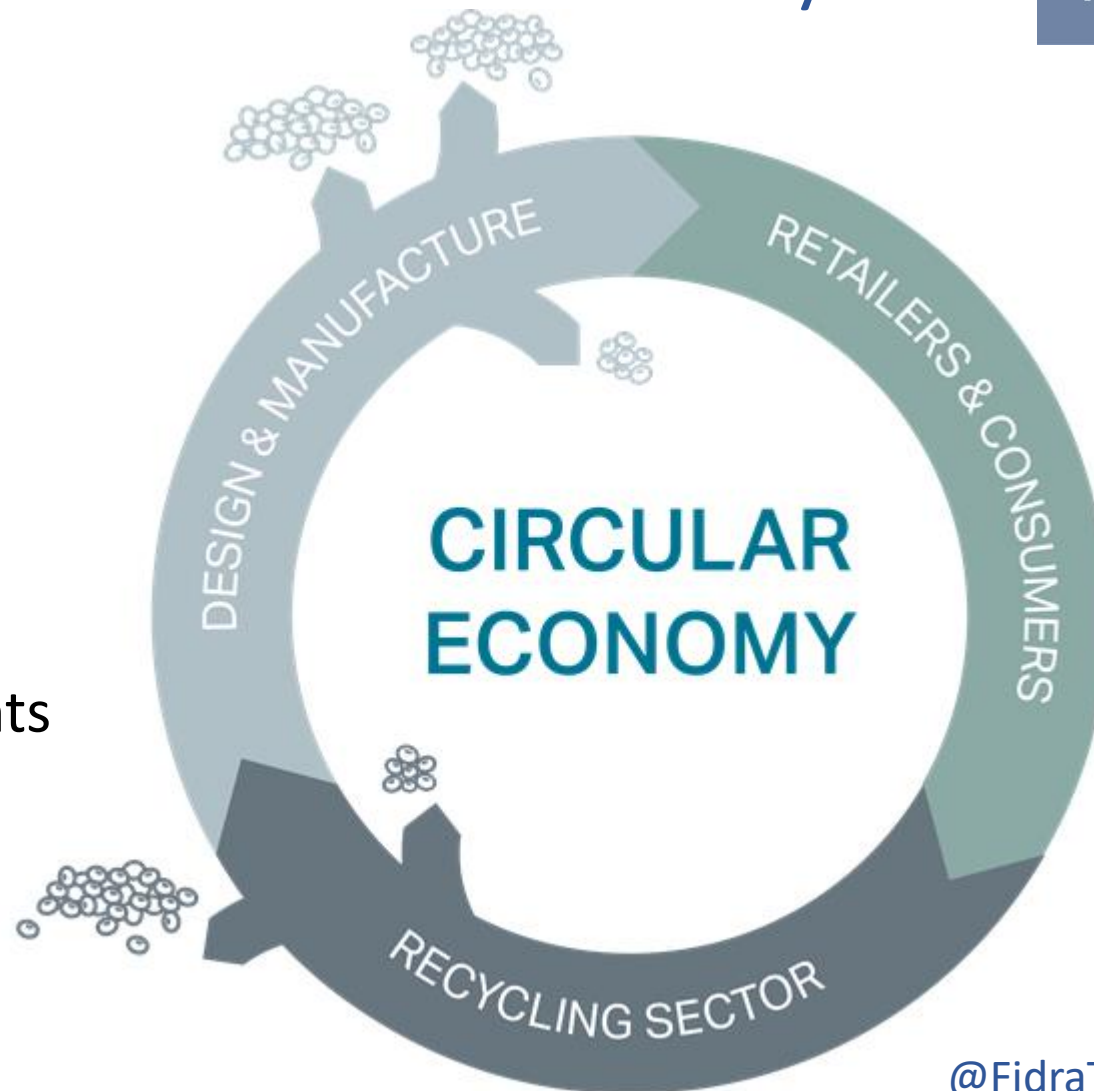 DESIGN & MANUFACTURE
RETAILERS & CONSUMERS
CIRCULAR
ECONOMY
RECYCLING SECTOR